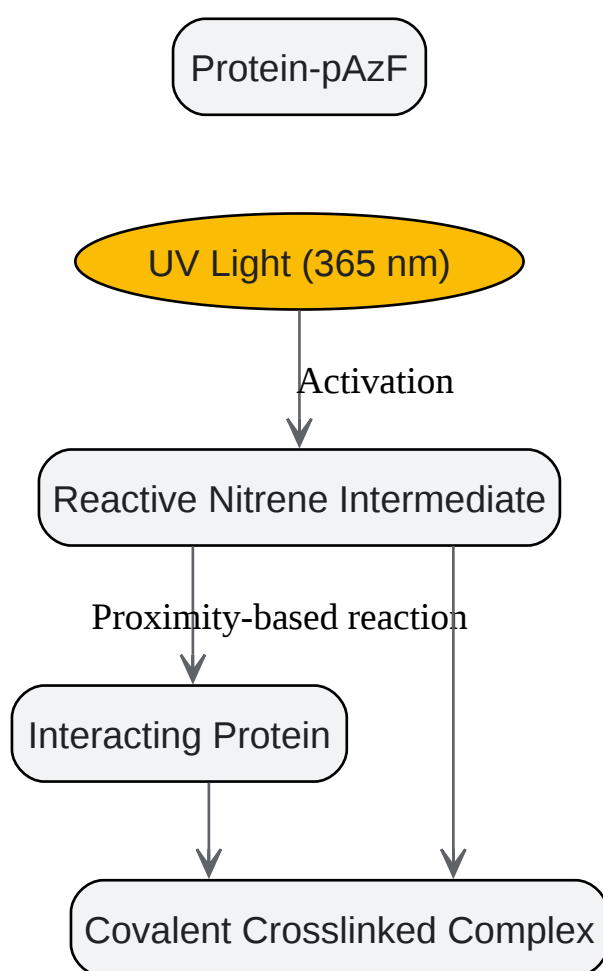 Protein-pAzF
UV Light (365 nm)
Activation
Reactive Nitrene Intermediate
Proximity-based reaction
Interacting Protein
Covalent Crosslinked Complex